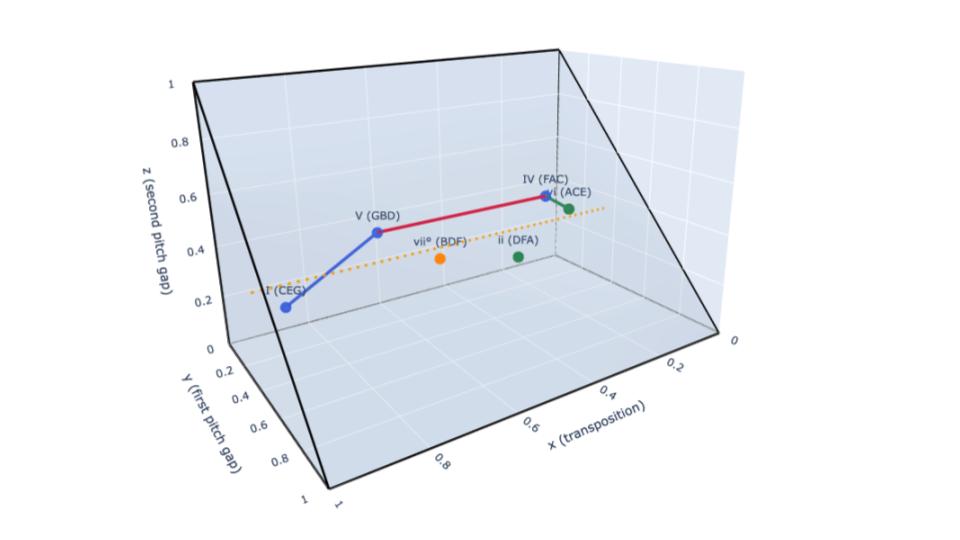 1
0.8
0.6
0.4
0.2
0
z (second pitch gap)
IV (FAC)
vi (ACE)
V (GBD)
vii° (BDF)
ii (DFA)
I (CEG)
0.2
0.4
0.6
0.8
1
y (first pitch gap)
0
0.2
0.4
0.6
0.8
1
x (transposition)